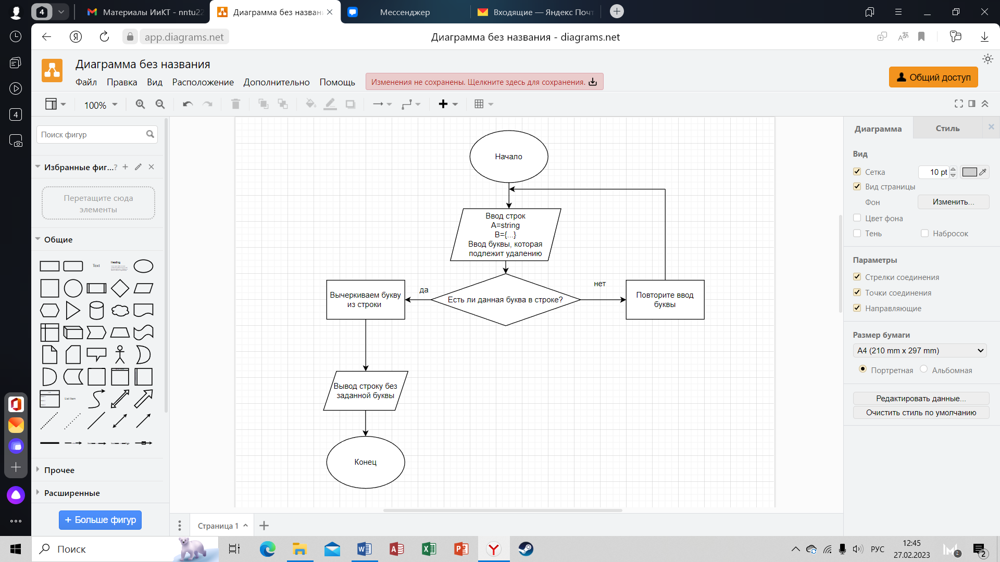 4
Материалы ИиКТ - nntu22
Диаграмма без назван
Мессенджер
Входящие — Яндекс Почт
app.diagrams.net
Диаграмма без названия - diagrams.net
Диаграмма без названия
Файл Правка Вид Расположение Дополнительно Помощь
Изменения не сохранены. Щелкните здесь для сохранения.
Общий доступ
100%
4
Поиск фигур
Избранные фиг...?
Перетащите сюда
элементы
Общие
Text
Heading
List Item
Прочее
Расширенные
+ Больше фигур
Начало
Ввод строк
A=string
B={...}
Ввод буквы, которая
подлежит удалению
Есть ли данная буква в строке?
да
нет
Вычеркиваем букву
из строки
Повторите ввод
буквы
Вывод строку без
заданной буквы
Конец
Страница 1
Диаграмма
Стиль
Вид
Сетка
10 pt
Вид страницы
Фон
Изменить...
Цвет фона
Тень
Набросок
Параметры
Стрелки соединения
Точки соединения
Направляющие
Размер бумаги
A4 (210 mm x 297 mm)
Портретная
Альбомная
Редактировать данные...
Очистить стиль по умолчанию
Поиск
РУС
12:45
27.02.2023
2
2